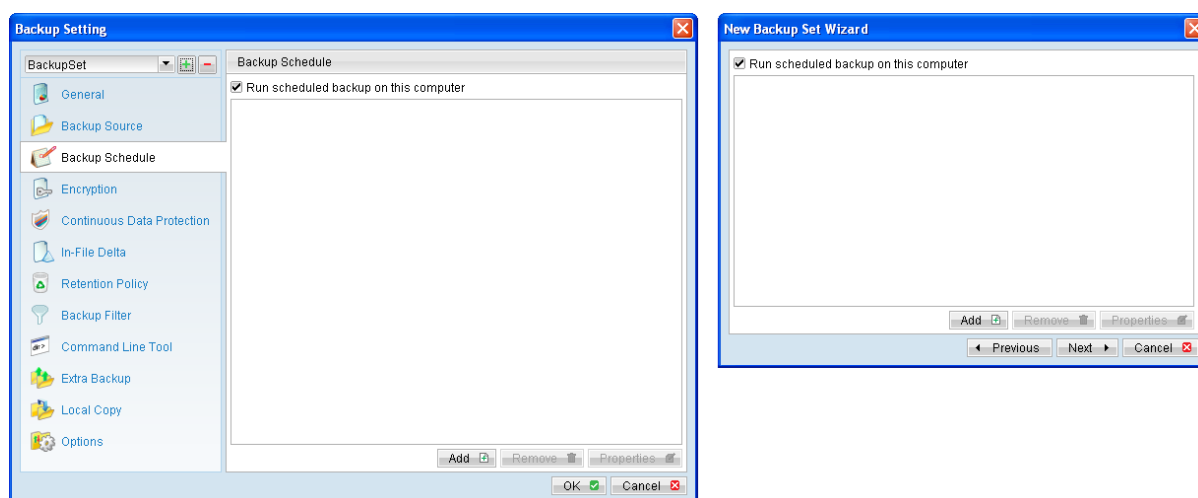 Backup Setting
BackupSet
General
Backup Source
Backup Schedule
Encryption
Continuous Data Protection
In-File Delta
Retention Policy
Backup Filter
Command Line Tool
Extra Backup
Local Copy
Options
Backup Schedule
Run scheduled backup on this computer
Add Remove Properties
OK Cancel
New Backup Set Wizard
Run scheduled backup on this computer
Add Remove Properties
Previous Next Cancel